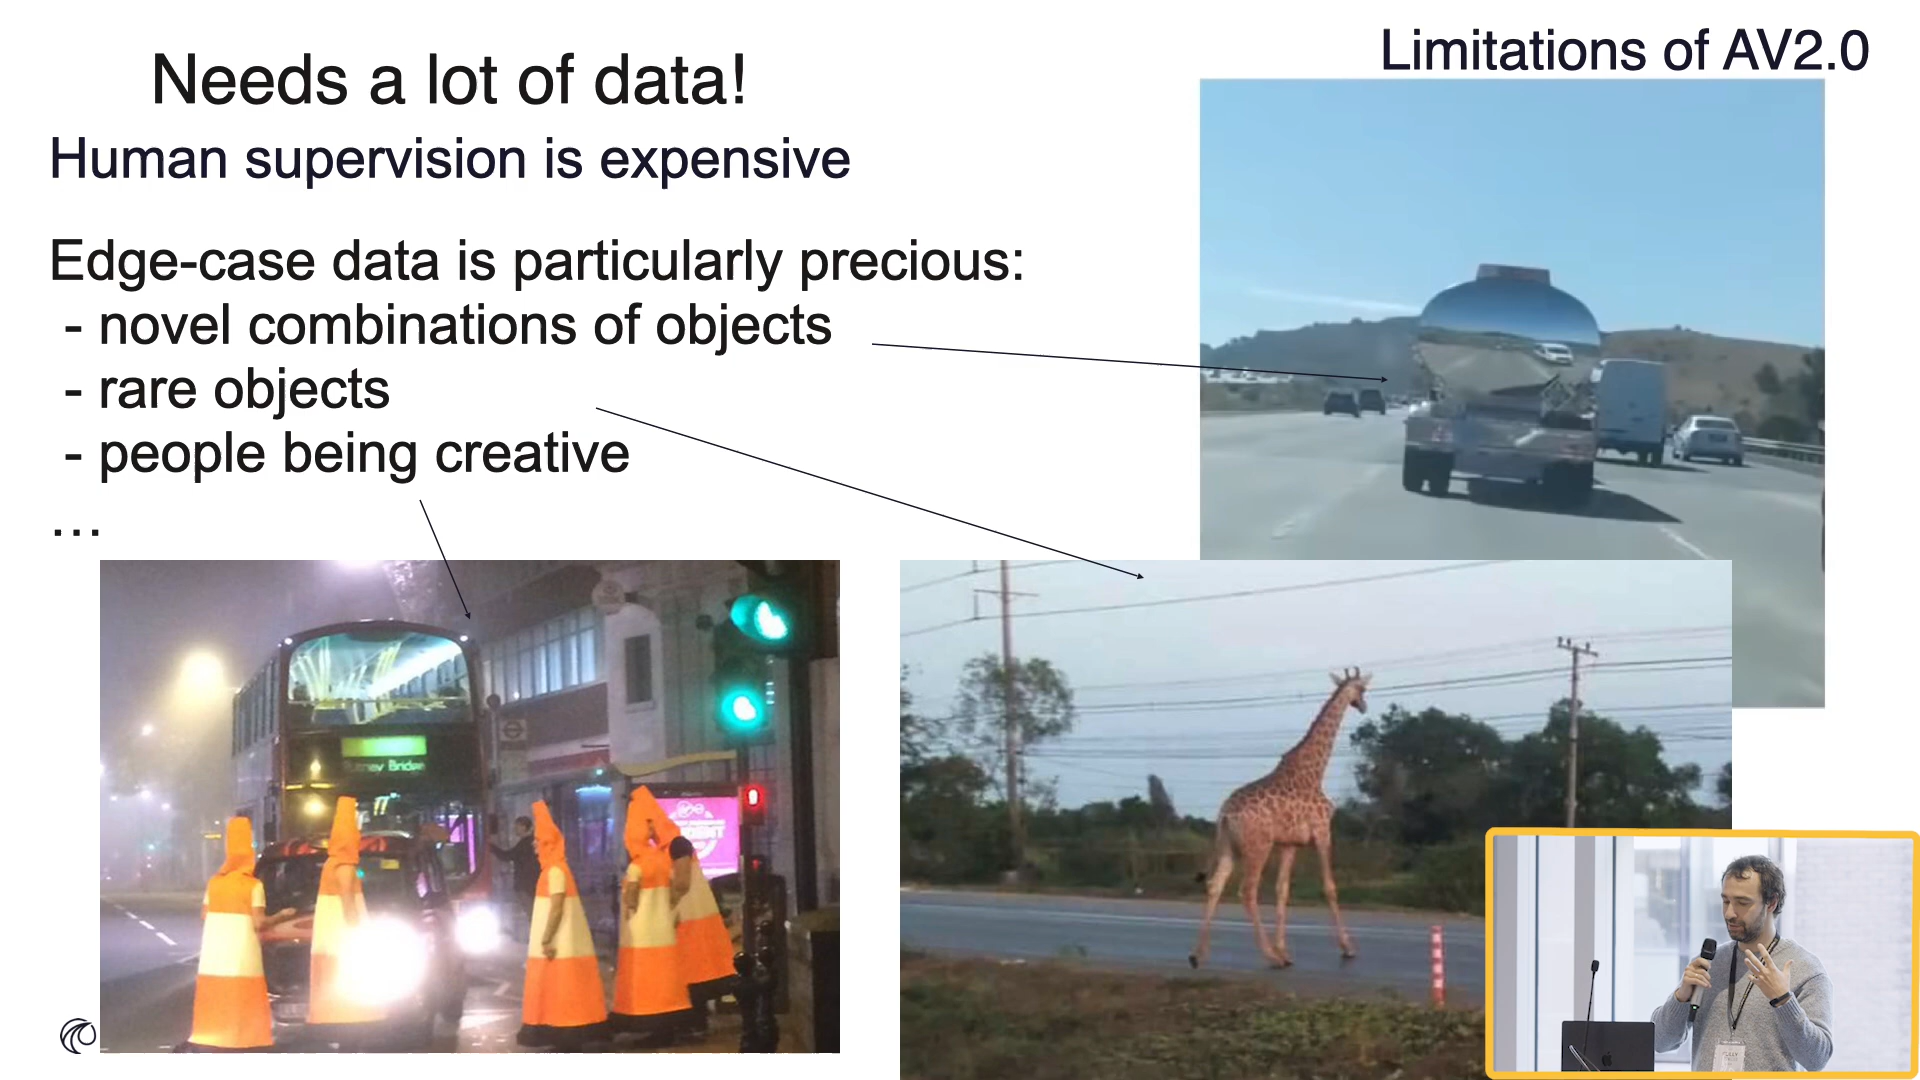 Limitations of AV2.0
Needs a lot of data!
Human supervision is expensive
Edge-case data is particularly precious:
- novel combinations of objects
- rare objects
- people being creative
...